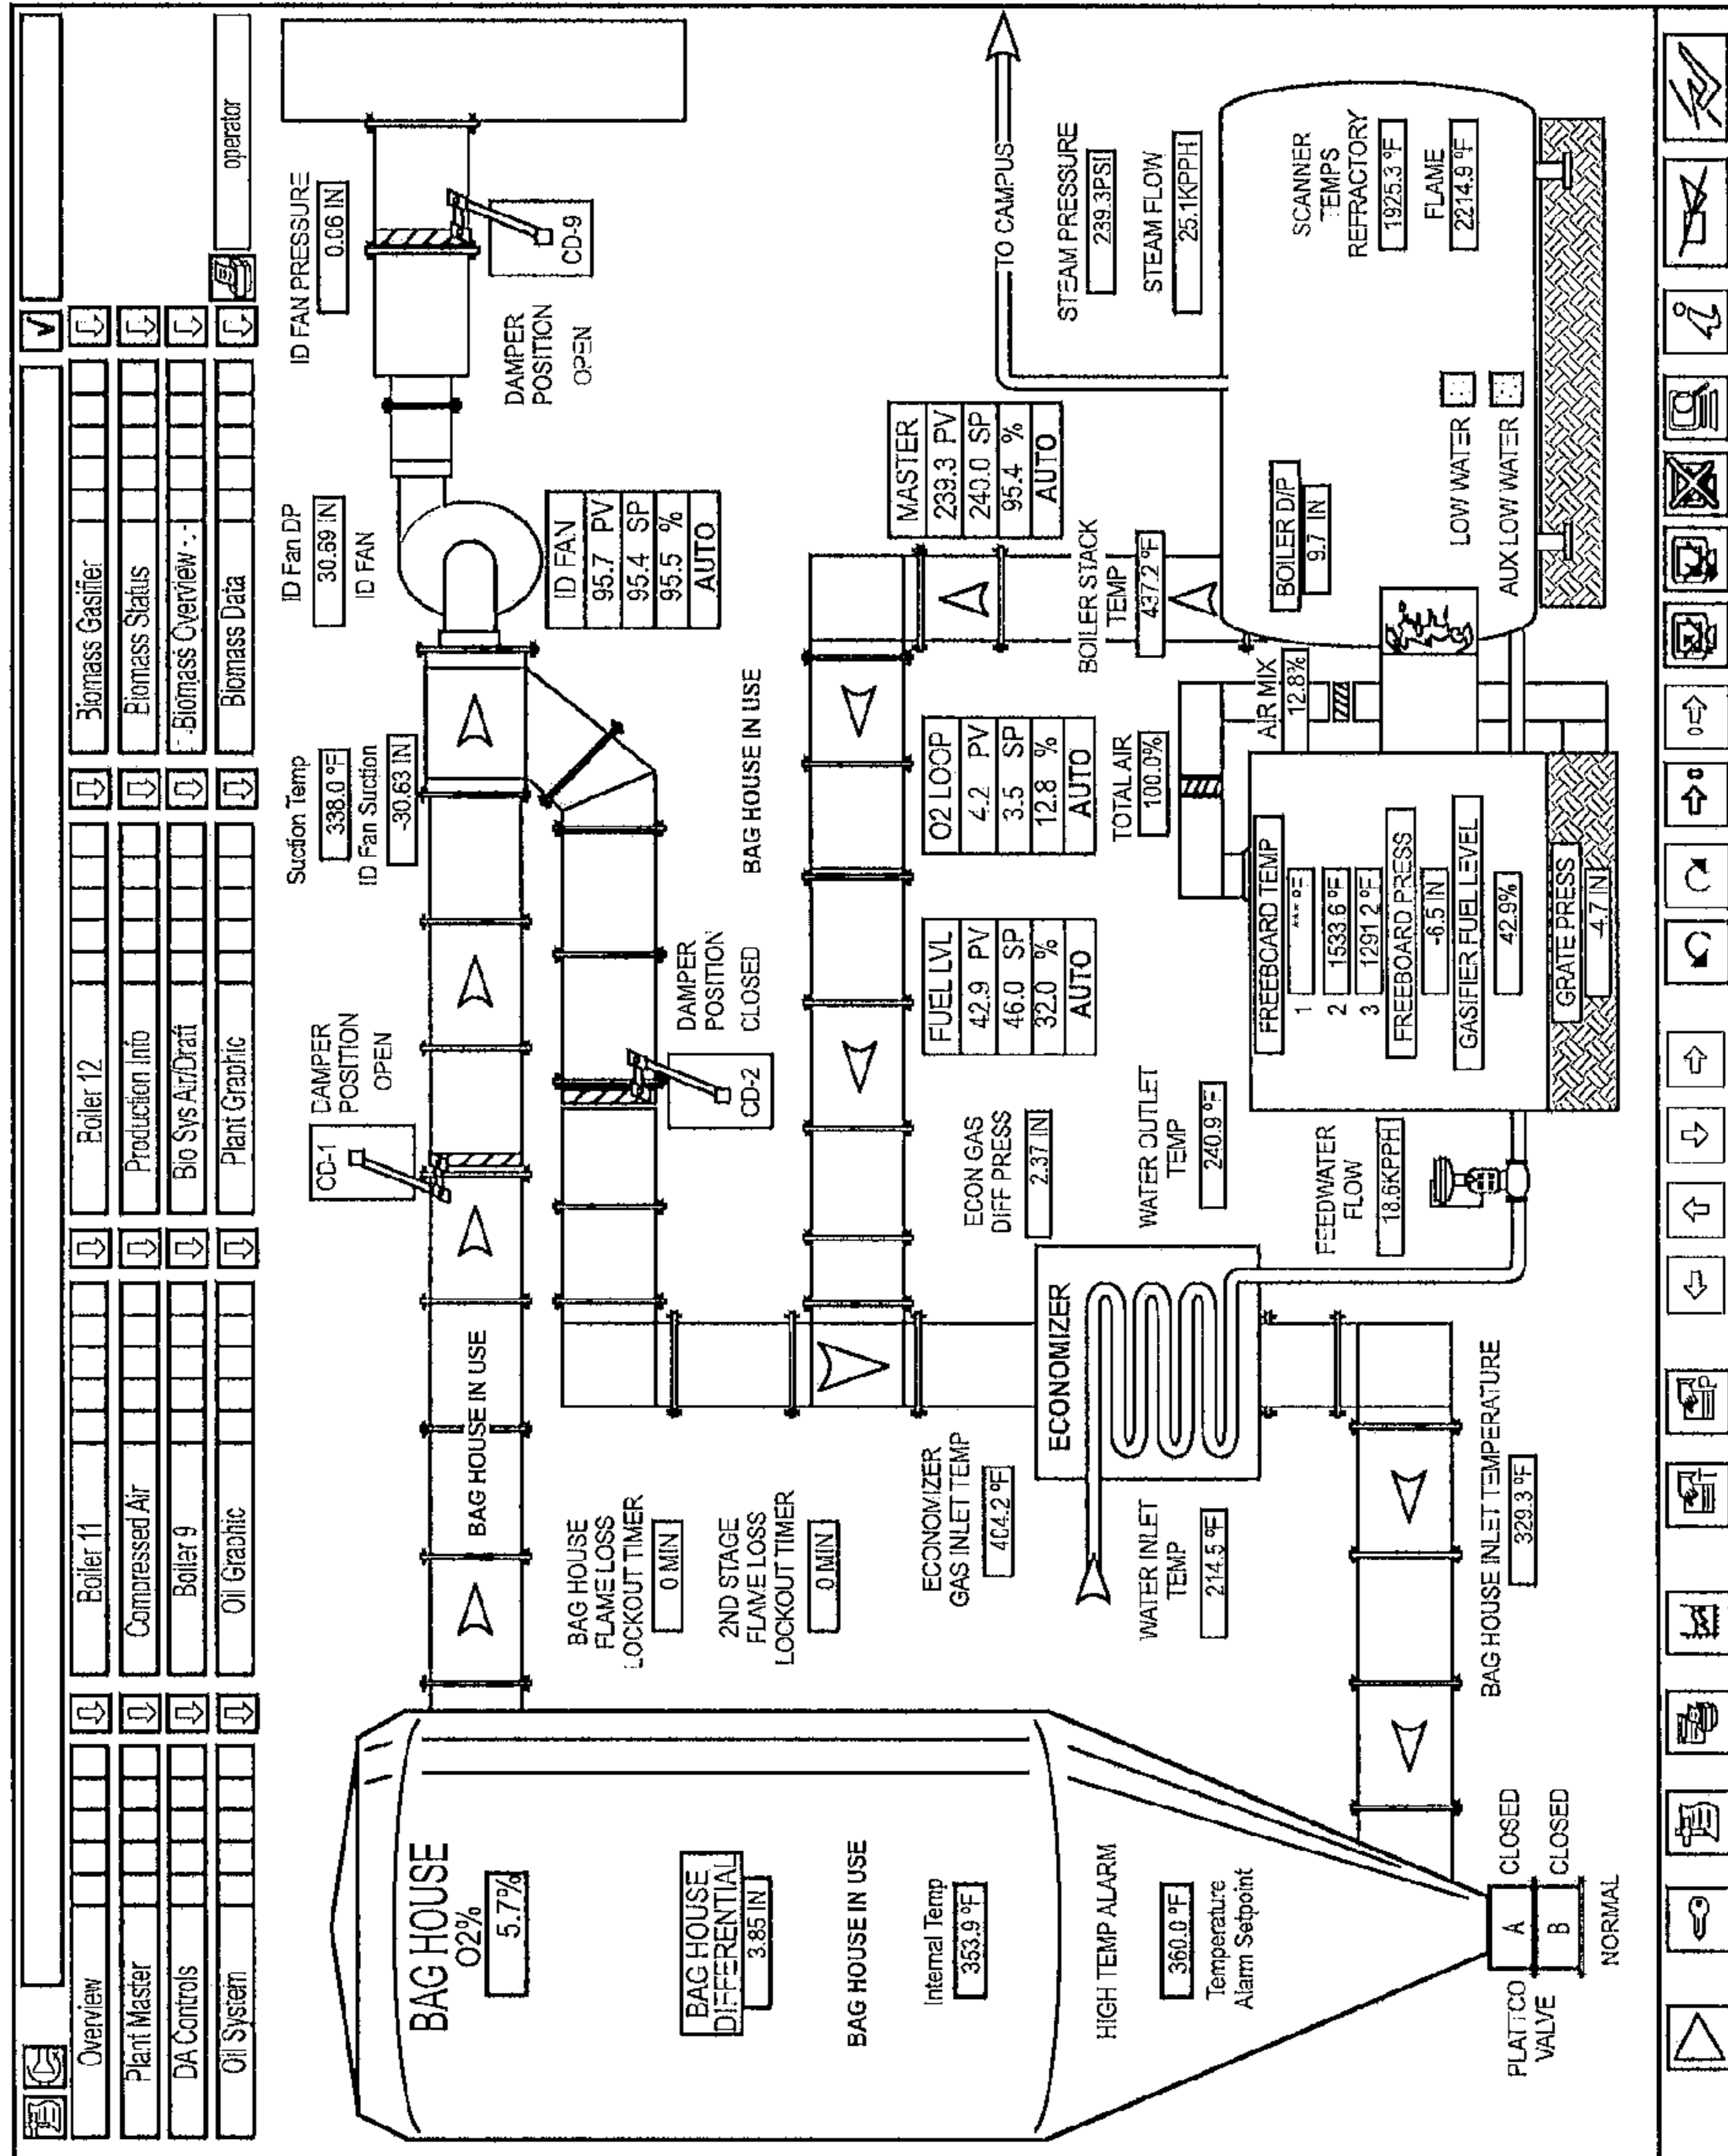 Overview
Boiler 11
Boiler 12
Biomass Gasifier
Plant Master
Compressed Air
Production Info
Biomass Status
DA Controls
Boiler 9
Bio Sys Air/Draft
-Biomass Overview -
Oil System
Oil Graphic
Plant Graphic
Biomass Data
operator
CD-1
DAMPER
POSITION
OPEN
Suction Temp
338.0 °F
ID Fan Suction
-30.63 IN
ID Fan DP
30.69 IN
ID FAN
ID FAN PRESSURE
0.06 IN
BAG HOUSE
O2%
5.7%
BAG HOUSE IN USE
CD-9
DAMPER
POSITION
OPEN
ID FAN
95.7 PV
95.4 SP
95.5 %
AUTO
BAG HOUSE
FLAME LOSS
LOCKOUT TIMER
0 MIN
DAMPER
POSITION
CLOSED
CD-2
BAG HOUSE
DIFFERENTIAL
3.85 IN
2ND STAGE
FLAME LOSS
LOCKOUT TIMER
0 MIN
BAG HOUSE IN USE
BAG HOUSE IN USE
Internal Temp
353.9 °F
HIGH TEMP ALARM
360.0 °F
Temperature
Alarm Setpoint
ECONOMIZER
GAS INLET TEMP
404.2 °F
ECONOMIZER
ECON GAS
DIFF PRESS
2.37 IN
FUEL LVL
42.9 PV
46.0 SP
32.0 %
AUTO
O2 LOOP
4.2 PV
3.5 SP
12.8 %
AUTO
MASTER
239.3 PV
240.0 SP
95.4 %
AUTO
TO CAMPUS
STEAM PRESSURE
239.3PSI
STEAM FLOW
25.1KPPH
BOILER STACK
TEMP
437.2 °F
TOTAL AIR
100.0%
WATER INLET
TEMP
214.5 °F
WATER OUTLET
TEMP
240.9 °F
AIR MIX
12.8%
BOILER D/P
9.7 IN
SCANNER
TEMPS
REFRACTORY
1925.3 °F
FLAME
2214.9 °F
FREEBOARD TEMP
1 *** °F
2 1533.6 °F
3 1291.2 °F
FREEBOARD PRESS
-6.5 IN
GASIFIER FUEL LEVEL
42.9%
GRATE PRESS
-4.7 IN
FEEDWATER
FLOW
18.6KPPH
LOW WATER
AUX LOW WATER
BAG HOUSE INLET TEMPERATURE
329.3 °F
PLATTCO
VALVE
A
CLOSED
B
CLOSED
NORMAL